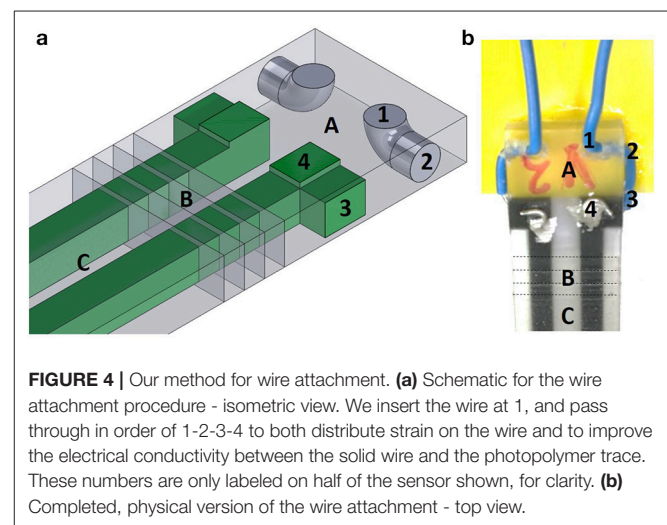 a
b
1
2
A
4
3
B
C
1
2
A
3
4
B
C
FIGURE 4 | Our method for wire attachment. (a) Schematic for the wire
attachment procedure - isometric view. We insert the wire at 1, and pass
through in order of 1-2-3-4 to both distribute strain on the wire and to improve
the electrical conductivity between the solid wire and the photopolymer trace.
These numbers are only labeled on half of the sensor shown, for clarity. (b)
Completed, physical version of the wire attachment - top view.